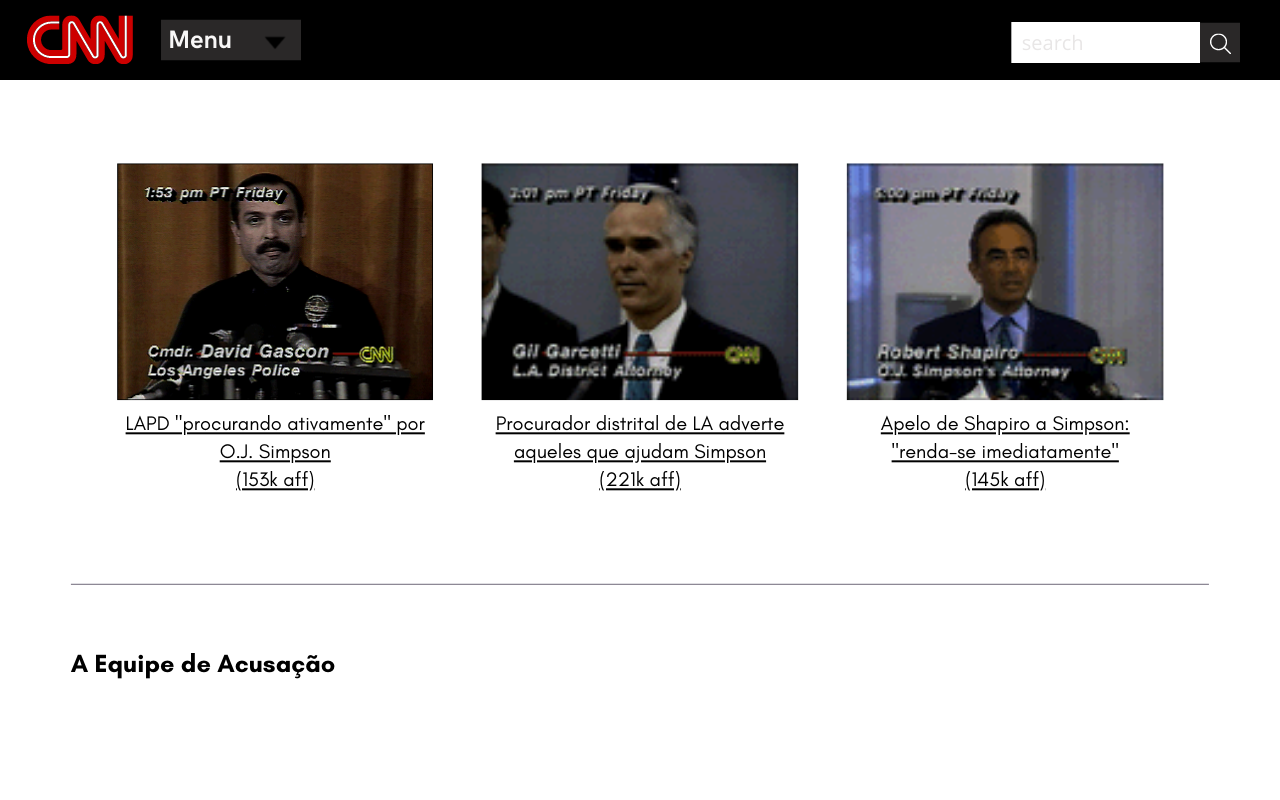 CNN
Menu
search
1:53 pm PT Friday
Cmdr. David Gascon
CNN
Los Angeles Police
3:01 pm PT Friday
Gil Garcetti
CNN
L.A. District Attorney
5:00 pm PT Friday
Robert Shapiro
CNN
O.J. Simpson's Attorney
LAPD "procurando ativamente" por
O.J. Simpson
(153k aff)
Procurador distrital de LA adverte
aqueles que ajudam Simpson
(221k aff)
Apelo de Shapiro a Simpson:
"renda-se imediatamente"
(145k aff)
A Equipe de Acusação